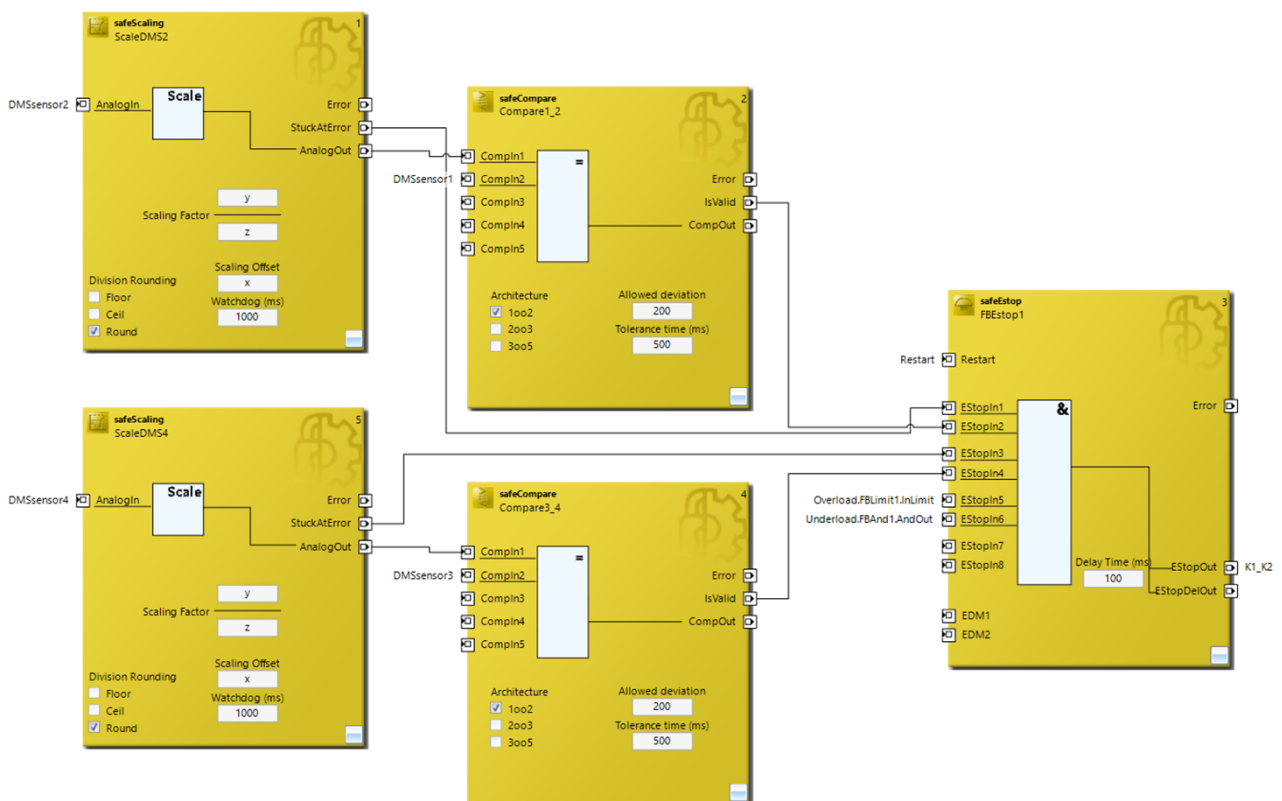 safeScaling 1
ScaleDMS2
Scale
DMSsensor2 AnalogIn
Error
StuckAtError
AnalogOut
y
Scaling Factor
z
Scaling Offset
Division Rounding x
Floor Watchdog (ms)
Ceil 1000
Round
safeCompare 2
Compare1_2
CompIn1 =
DMSsensor1 CompIn2 Error
CompIn3 IsValid
CompIn4 CompOut
CompIn5
Architecture Allowed deviation
1oo2 200
2oo3 Tolerance time (ms)
3oo5 500
safeEstop 3
FBEstop1
Restart Restart
EStopIn1 & Error
EStopIn2
EStopIn3
EStopIn4
Overload.FBLimit1.InLimit EStopIn5
Underload.FBAnd1.AndOut EStopIn6
EStopIn7
EStopIn8 Delay Time (ms) EStopOut K1_K2
100
EStopDelOut
EDM1
EDM2
safeScaling 5
ScaleDMS4
Scale
DMSsensor4 AnalogIn Error
StuckAtError
AnalogOut
y
Scaling Factor
z
Scaling Offset
Division Rounding x
Floor Watchdog (ms)
Ceil 1000
Round
safeCompare 4
Compare3_4
CompIn1 =
DMSsensor3 CompIn2 Error
CompIn3 IsValid
CompIn4 CompOut
CompIn5
Architecture Allowed deviation
1oo2 200
2oo3 Tolerance time (ms)
3oo5 500